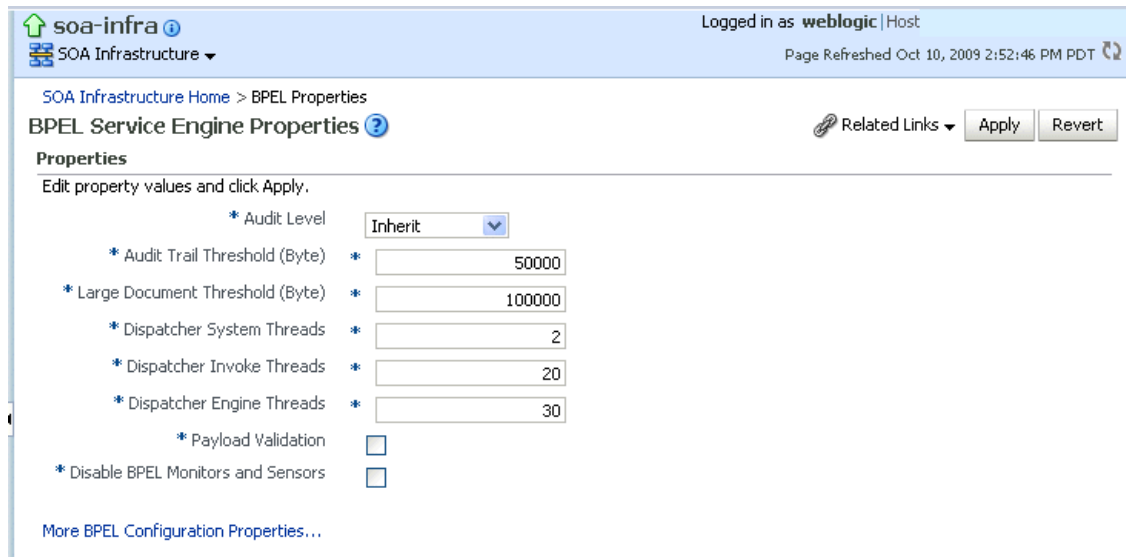 soa-infra
Logged in as weblogic|Host
SOA Infrastructure
Page Refreshed Oct 10, 2009 2:52:46 PM PDT
SOA Infrastructure Home > BPEL Properties
BPEL Service Engine Properties ?
Related Links
Apply
Revert
Properties
Edit property values and click Apply.
* Audit Level Inherit
* Audit Trail Threshold (Byte) * 50000
* Large Document Threshold (Byte) * 100000
* Dispatcher System Threads * 2
* Dispatcher Invoke Threads * 20
* Dispatcher Engine Threads * 30
* Payload Validation
* Disable BPEL Monitors and Sensors
More BPEL Configuration Properties...